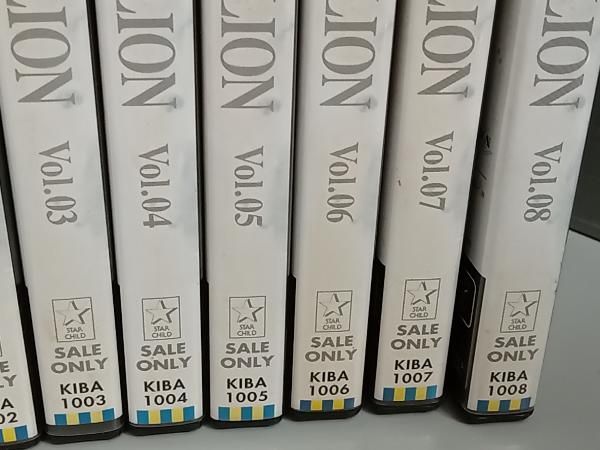 LION
Vol.03
STAR
CHILD
SALE
ONLY
KIBA
1003
LION
Vol.04
STAR
CHILD
SALE
ONLY
KIBA
1004
LION
Vol.05
STAR
CHILD
SALE
ONLY
KIBA
1005
LION
Vol.06
STAR
CHILD
SALE
ONLY
KIBA
1006
LION
Vol.07
STAR
CHILD
SALE
ONLY
KIBA
1007
LION
Vol.08
STAR
CHILD
SALE
ONLY
KIBA
1008